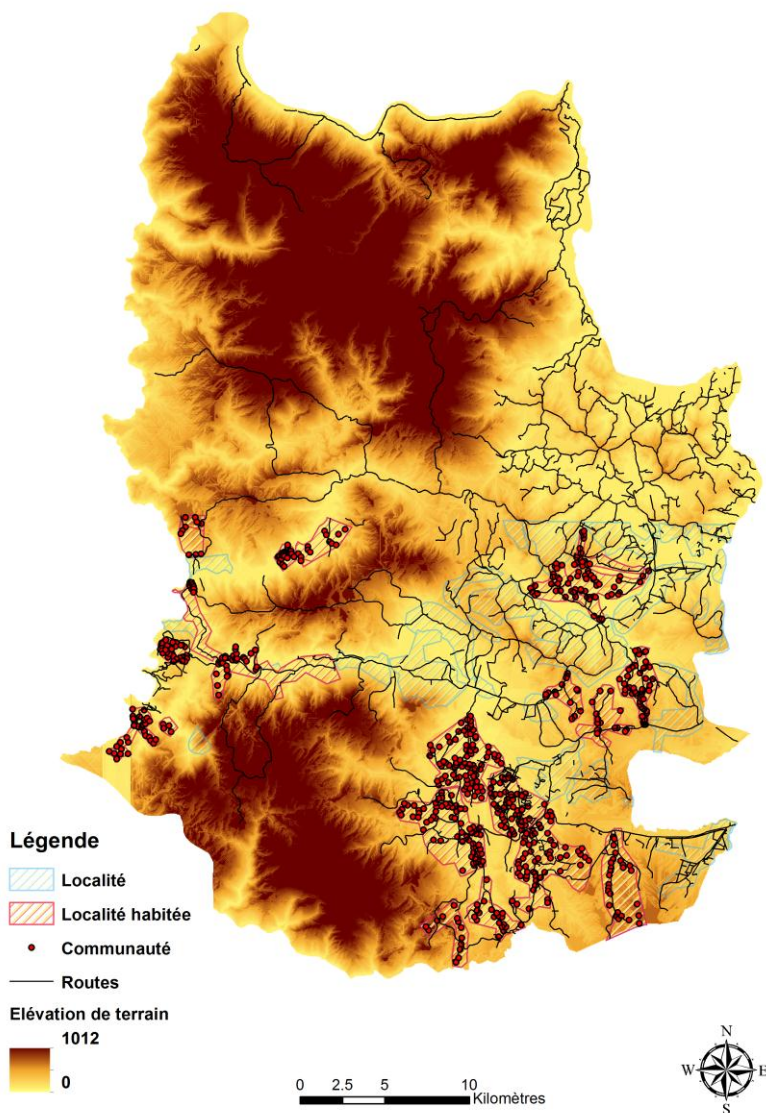 Légende
Localité
Localité habitée
Communauté
Routes
Elévation de terrain
1012
0
N
W E
S
0 2.5 5 10
Kilomètres